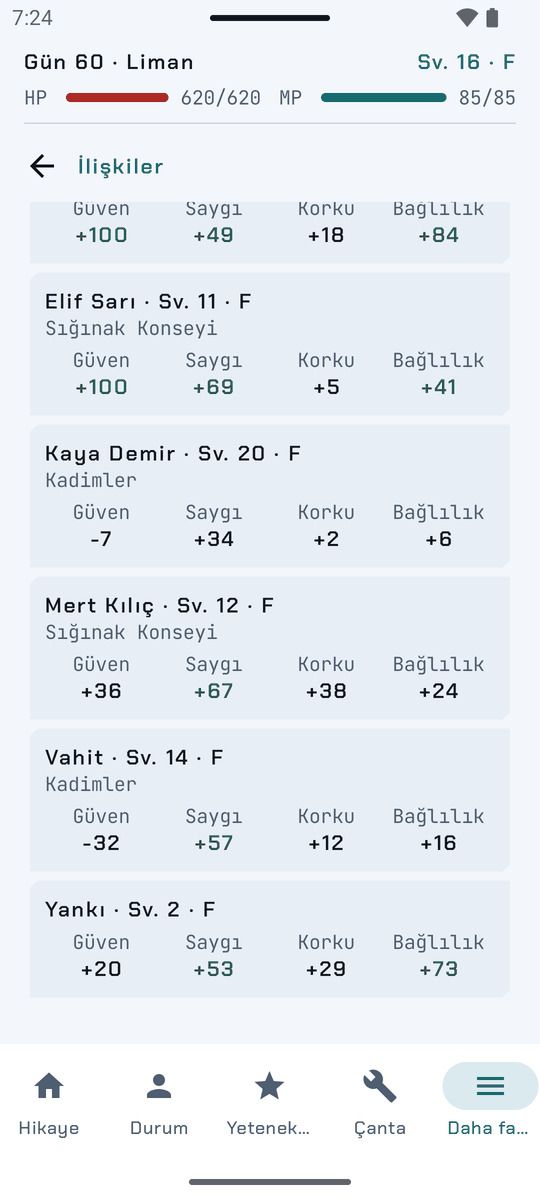 7:24
Gün 60 · Liman Sv. 16 · F
HP 620/620 MP 85/85
İlişkiler
Güven Saygı Korku Bağlılık
+100 +49 +18 +84
Elif Sarı · Sv. 11 · F
Sığınak Konseyi
Güven Saygı Korku Bağlılık
+100 +69 +5 +41
Kaya Demir · Sv. 20 · F
Kadimler
Güven Saygı Korku Bağlılık
-7 +34 +2 +6
Mert Kılıç · Sv. 12 · F
Sığınak Konseyi
Güven Saygı Korku Bağlılık
+36 +67 +38 +24
Vahit · Sv. 14 · F
Kadimler
Güven Saygı Korku Bağlılık
-32 +57 +12 +16
Yankı · Sv. 2 · F
Güven Saygı Korku Bağlılık
+20 +53 +29 +73
Hikaye Durum Yetenek... Çanta Daha fa...